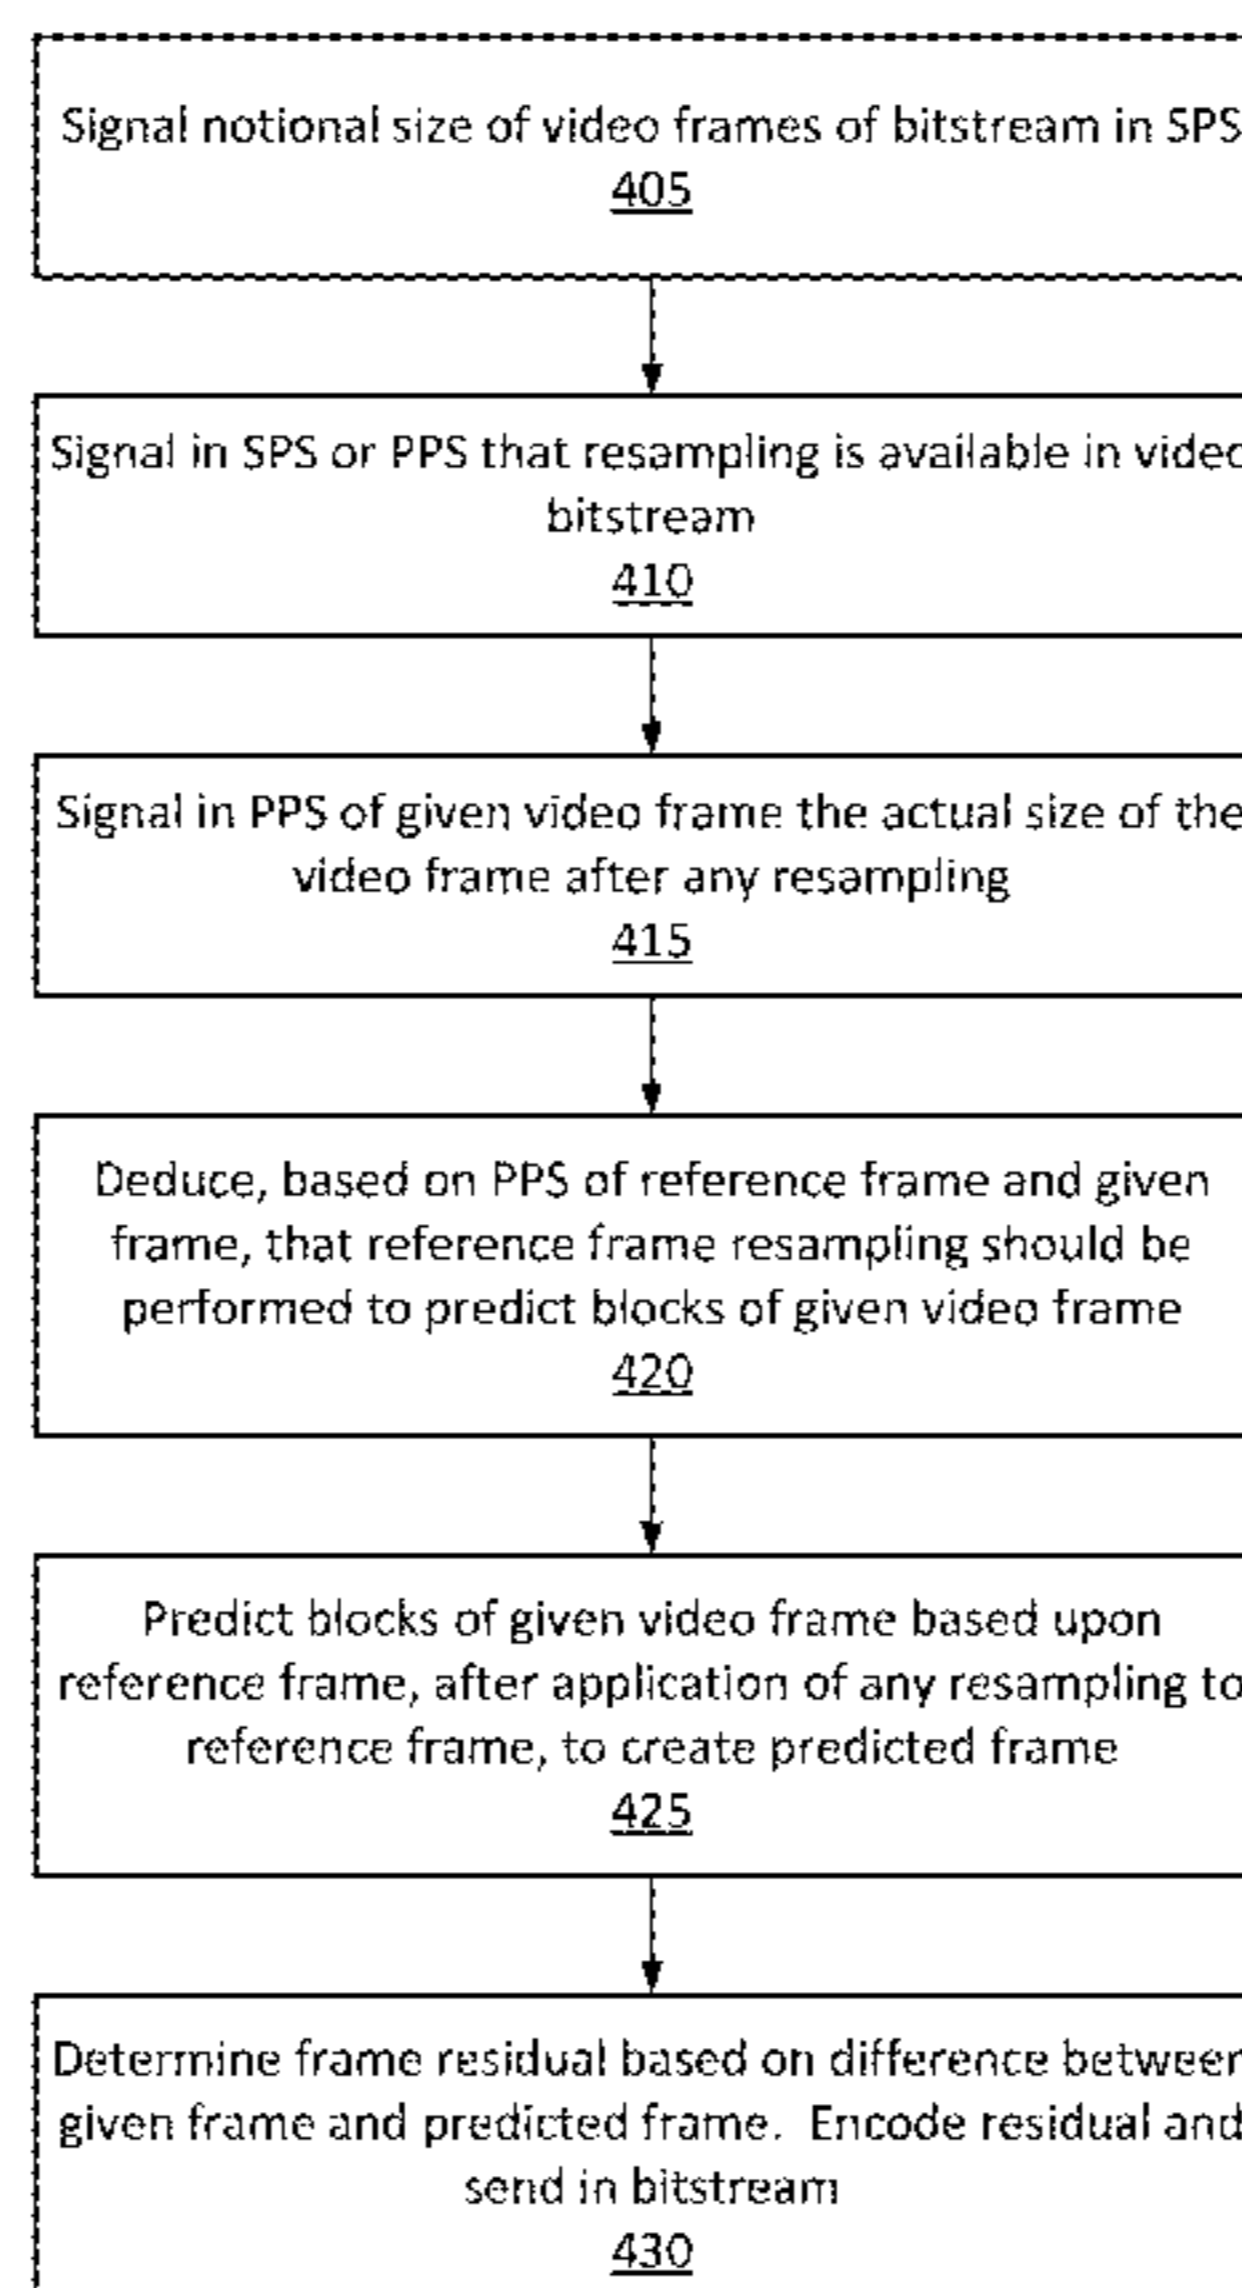 Signal notional size of video frames of bitstream in SPS
405
Signal in SPS or PPS that resampling is available in video
bitstream
410
Signal in PPS of given video frame the actual size of the
video frame after any resampling
415
Deduce, based on PPS of reference frame and given
frame, that reference frame resampling should be
performed to predict blocks of given video frame
420
Predict blocks of given video frame based upon
reference frame, after application of any resampling to
reference frame, to create predicted frame
425
Determine frame residual based on difference between
given frame and predicted frame. Encode residual and
send in bitstream
430